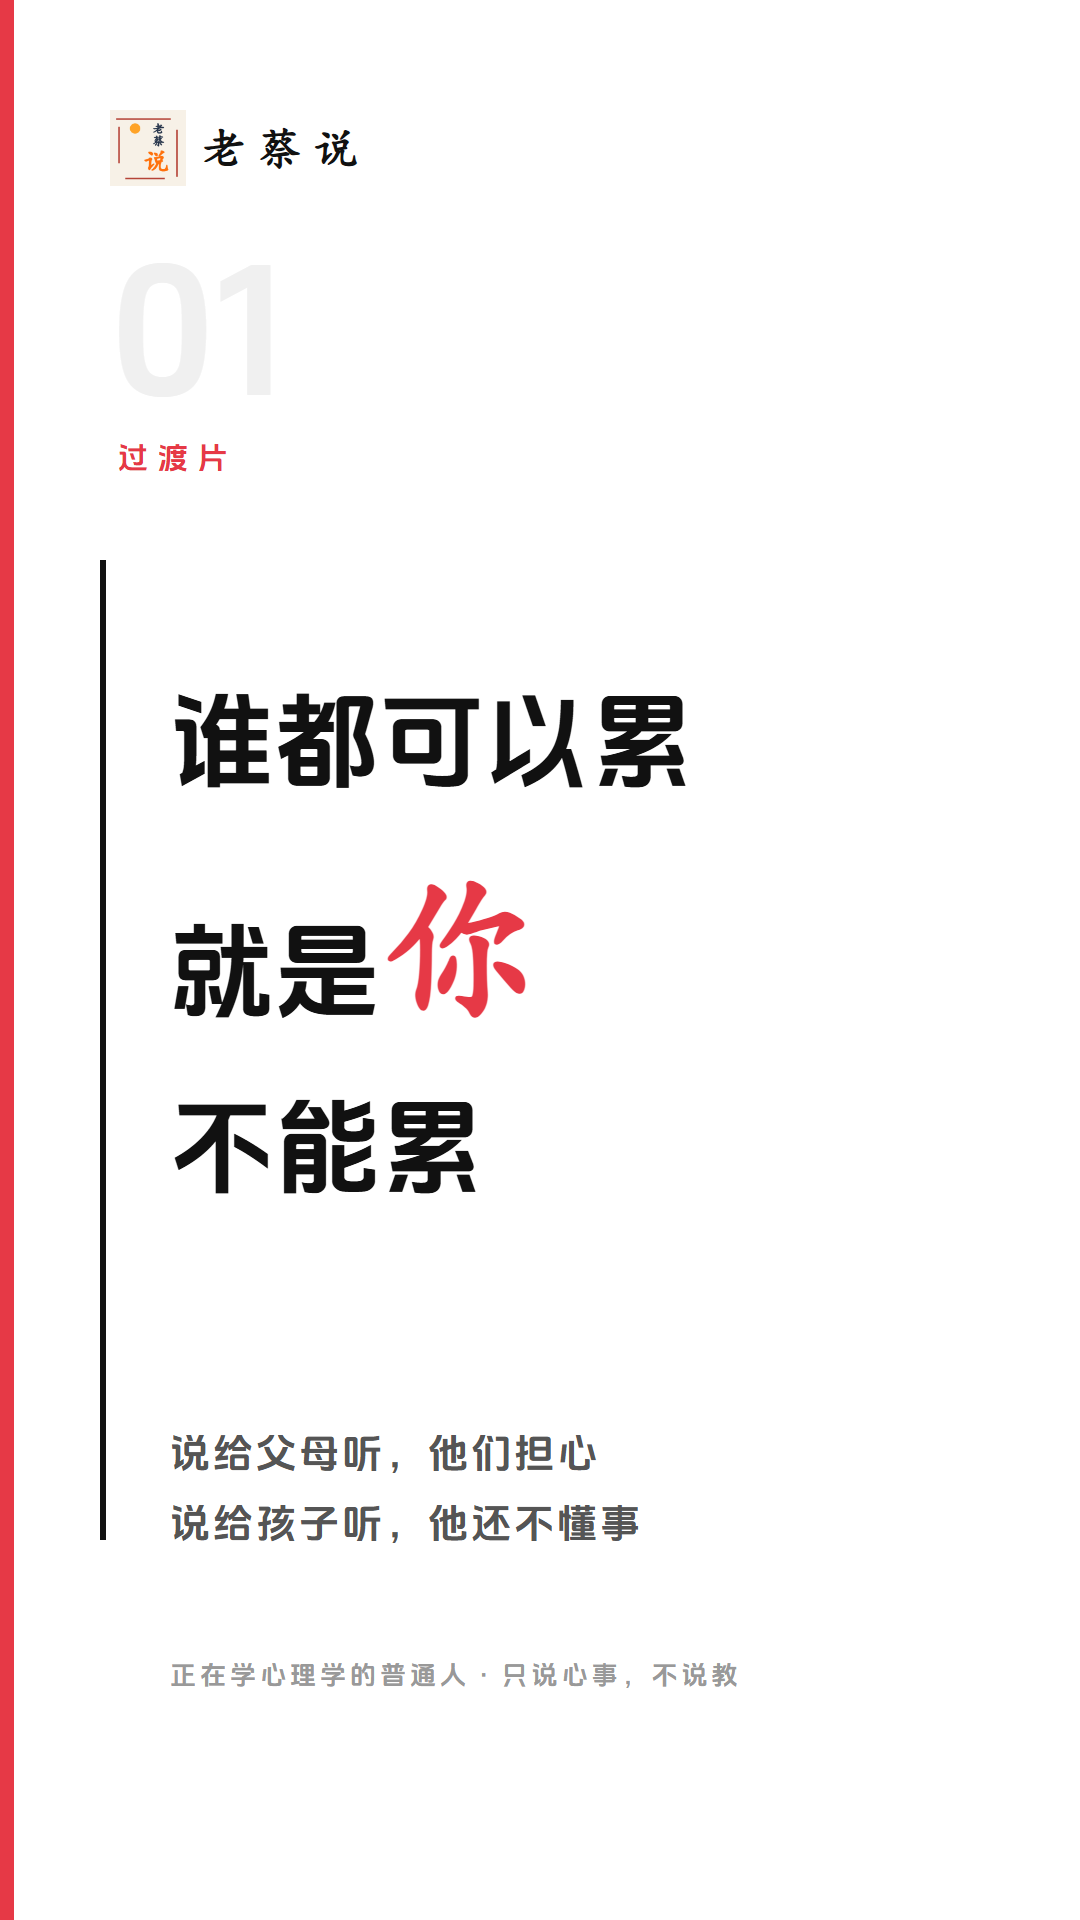 老蔡说
老蔡说
01
过渡片
谁都可以累
就是你
不能累
说给父母听，他们担心
说给孩子听，他还不懂事
正在学心理学的普通人 · 只说心事，不说教